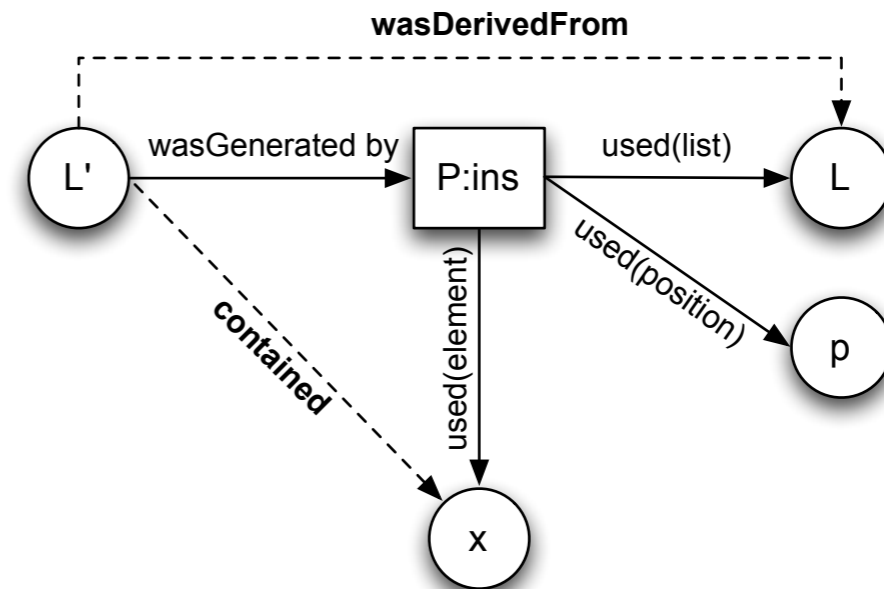 wasDerivedFrom
L'
wasGenerated by
P:ins
used(list)
L
used(position)
p
used(element)
contained
x